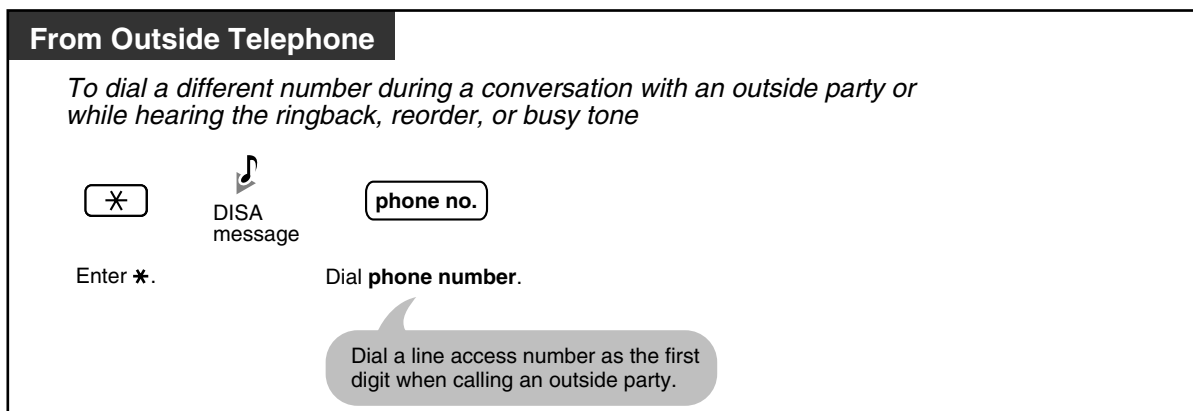 From Outside Telephone
To dial a different number during a conversation with an outside party or
while hearing the ringback, reorder, or busy tone
phone no.
DISA
message
Enter *.
Dial phone number.
Dial a line access number as the first
digit when calling an outside party.